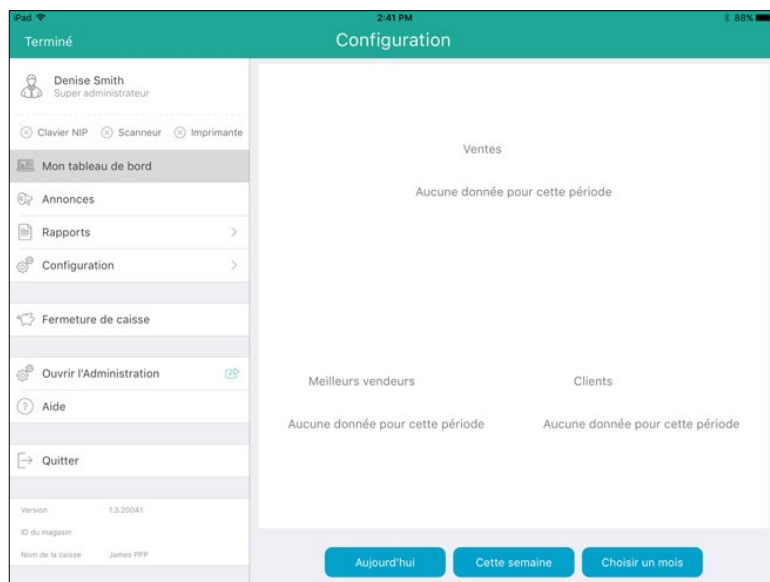 iPad 2:41 PM 88%
Terminé Configuration
Denise Smith
Super administrateur
Clavier NIP Scanneur Imprimante
Mon tableau de bord
Annonces
Rapports
Configuration
Fermeture de caisse
Ouvrir l'Administration
Aide
Quitter
Version 1.3.20041
ID du magasin
Nom de la caisse James PPP
Ventes
Aucune donnée pour cette période
Meilleurs vendeurs
Aucune donnée pour cette période
Clients
Aucune donnée pour cette période
Aujourd'hui Cette semaine Choisir un mois